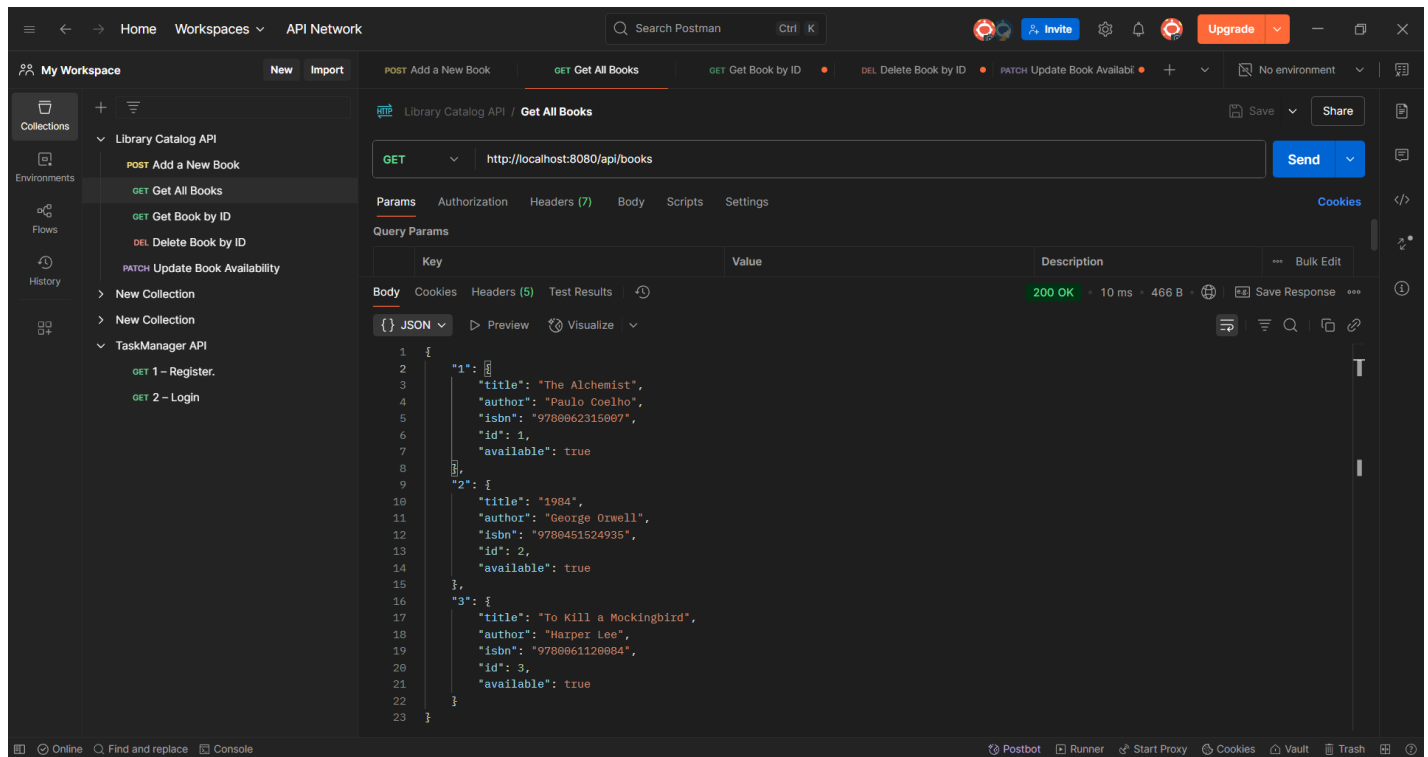 Home Workspaces API Network Search Postman Ctrl K Invite Upgrade
My Workspace New Import POST Add a New Book GET Get All Books GET Get Book by ID DEL Delete Book by ID PATCH Update Book Availabil No environment
Collections
Environments
Flows
History
Library Catalog API
POST Add a New Book
GET Get All Books
GET Get Book by ID
DEL Delete Book by ID
PATCH Update Book Availability
New Collection
New Collection
TaskManager API
GET 1 – Register.
GET 2 – Login
HTTP Library Catalog API / Get All Books Save Share
GET http://localhost:8080/api/books Send
Params Authorization Headers (7) Body Scripts Settings Cookies
Query Params
Key Value Description Bulk Edit
Body Cookies Headers (5) Test Results 200 OK 10 ms 466 B e.g. Save Response
{} JSON Preview Visualize
1 {
2 "1": {
3 "title": "The Alchemist",
4 "author": "Paulo Coelho",
5 "isbn": "9780062315007",
6 "id": 1,
7 "available": true
8 },
9 "2": {
10 "title": "1984",
11 "author": "George Orwell",
12 "isbn": "9780451524935",
13 "id": 2,
14 "available": true
15 },
16 "3": {
17 "title": "To Kill a Mockingbird",
18 "author": "Harper Lee",
19 "isbn": "9780061120084",
20 "id": 3,
21 "available": true
22 }
23 }
Online Find and replace Console Postbot Runner Start Proxy Cookies Vault Trash